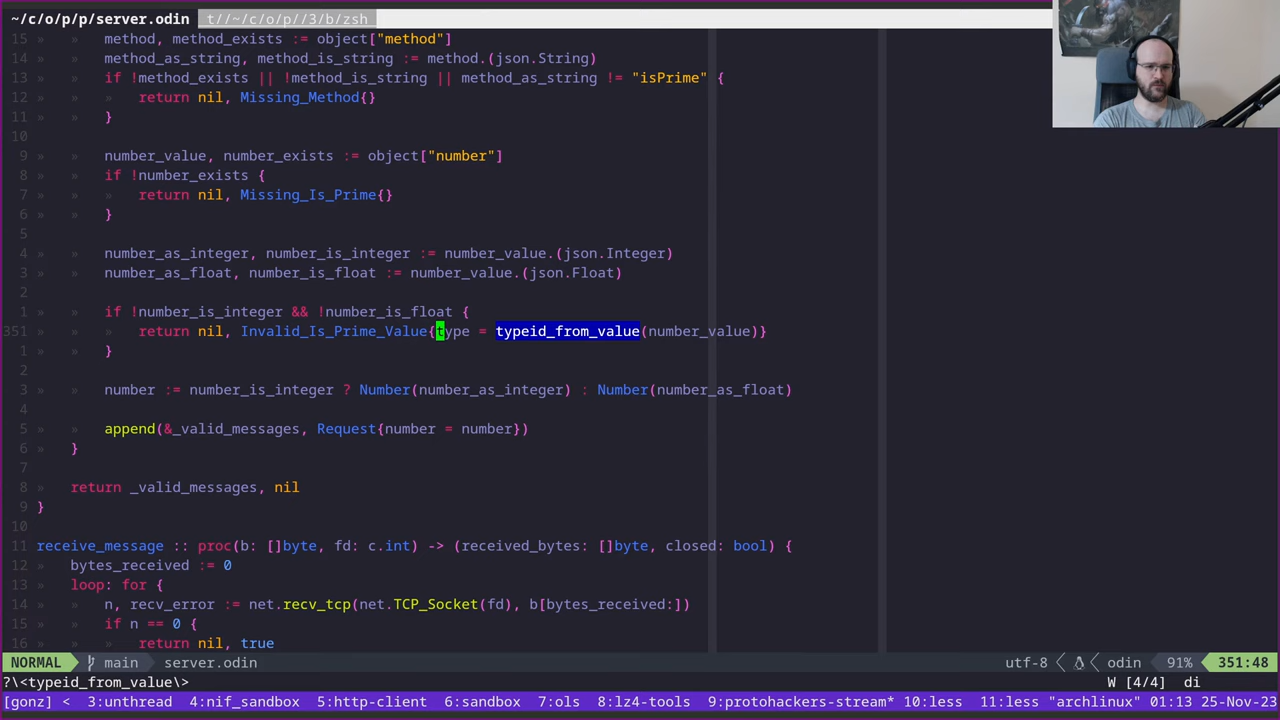 ~/c/o/p/p/server.odin  t//~/c/o/p//3/b/zsh
15 » » method, method_exists := object["method"]
14 » » method_as_string, method_is_string := method.(json.String)
13 » » if !method_exists || !method_is_string || method_as_string != "isPrime" {
12 » » » return nil, Missing_Method{}
11 » » }
10
9 » » number_value, number_exists := object["number"]
8 » » if !number_exists {
7 » » » return nil, Missing_Is_Prime{}
6 » » }
5
4 » » number_as_integer, number_is_integer := number_value.(json.Integer)
3 » » number_as_float, number_is_float := number_value.(json.Float)
2
1 » » if !number_is_integer && !number_is_float {
351 » » » return nil, Invalid_Is_Prime_Value{type = typeid_from_value(number_value)}
1 » » }
2
3 » » number := number_is_integer ? Number(number_as_integer) : Number(number_as_float)
4
5 » » append(&_valid_messages, Request{number = number})
6 » }
7
8 » return _valid_messages, nil
9 }
10
11 receive_message :: proc(b: []byte, fd: c.int) -> (received_bytes: []byte, closed: bool) {
12 » bytes_received := 0
13 » loop: for {
14 » » n, recv_error := net.recv_tcp(net.TCP_Socket(fd), b[bytes_received:])
15 » » if n == 0 {
16 » » » return nil, true
NORMAL main server.odin utf-8 odin 91% 351:48
?\<typeid_from_value\> W [4/4] di
[gonz] < 3:unthread 4:nif_sandbox 5:http-client 6:sandbox 7:ols 8:lz4-tools 9:protohackers-stream* 10:less 11:less "archlinux" 01:13 25-Nov-23